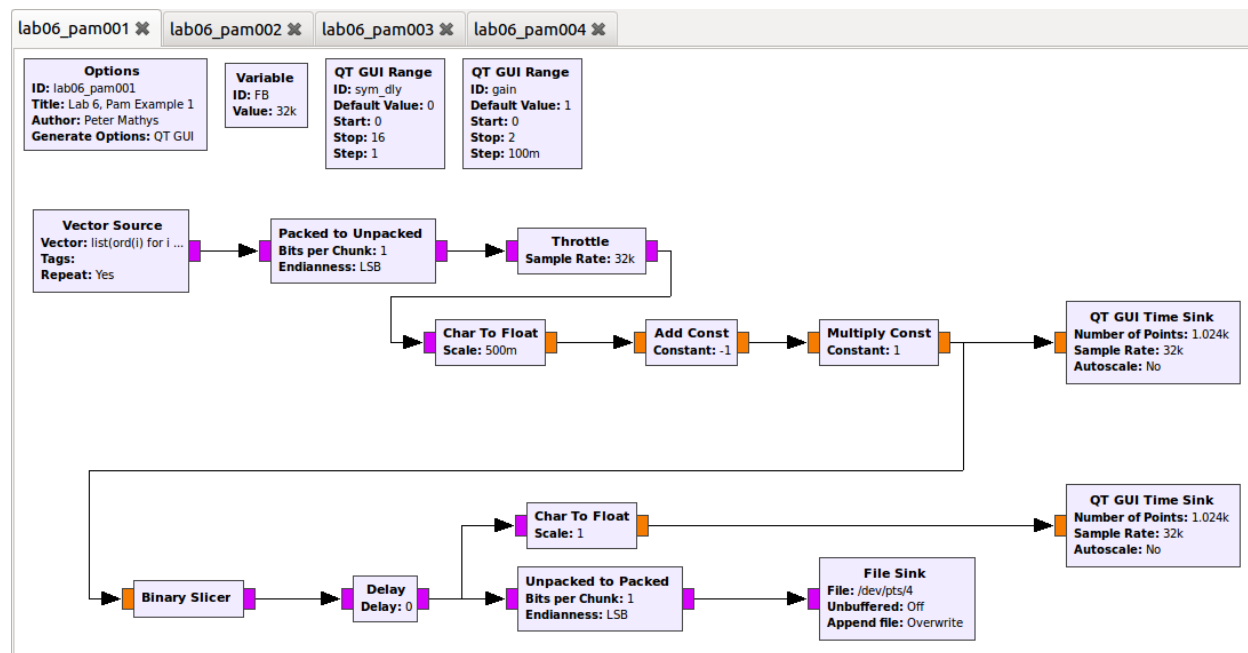 lab06_pam001 ✖ lab06_pam002 ✖ lab06_pam003 ✖ lab06_pam004 ✖
Options
ID: lab06_pam001
Title: Lab 6, Pam Example 1
Author: Peter Mathys
Generate Options: QT GUI
Variable
ID: FB
Value: 32k
QT GUI Range
ID: sym_dly
Default Value: 0
Start: 0
Stop: 16
Step: 1
QT GUI Range
ID: gain
Default Value: 1
Start: 0
Stop: 2
Step: 100m
Vector Source
Vector: list(ord(i) for i ...
Tags:
Repeat: Yes
Packed to Unpacked
Bits per Chunk: 1
Endianness: LSB
Throttle
Sample Rate: 32k
Char To Float
Scale: 500m
Add Const
Constant: -1
Multiply Const
Constant: 1
QT GUI Time Sink
Number of Points: 1.024k
Sample Rate: 32k
Autoscale: No
Binary Slicer
Delay
Delay: 0
Char To Float
Scale: 1
QT GUI Time Sink
Number of Points: 1.024k
Sample Rate: 32k
Autoscale: No
Unpacked to Packed
Bits per Chunk: 1
Endianness: LSB
File Sink
File: /dev/pts/4
Unbuffered: Off
Append file: Overwrite